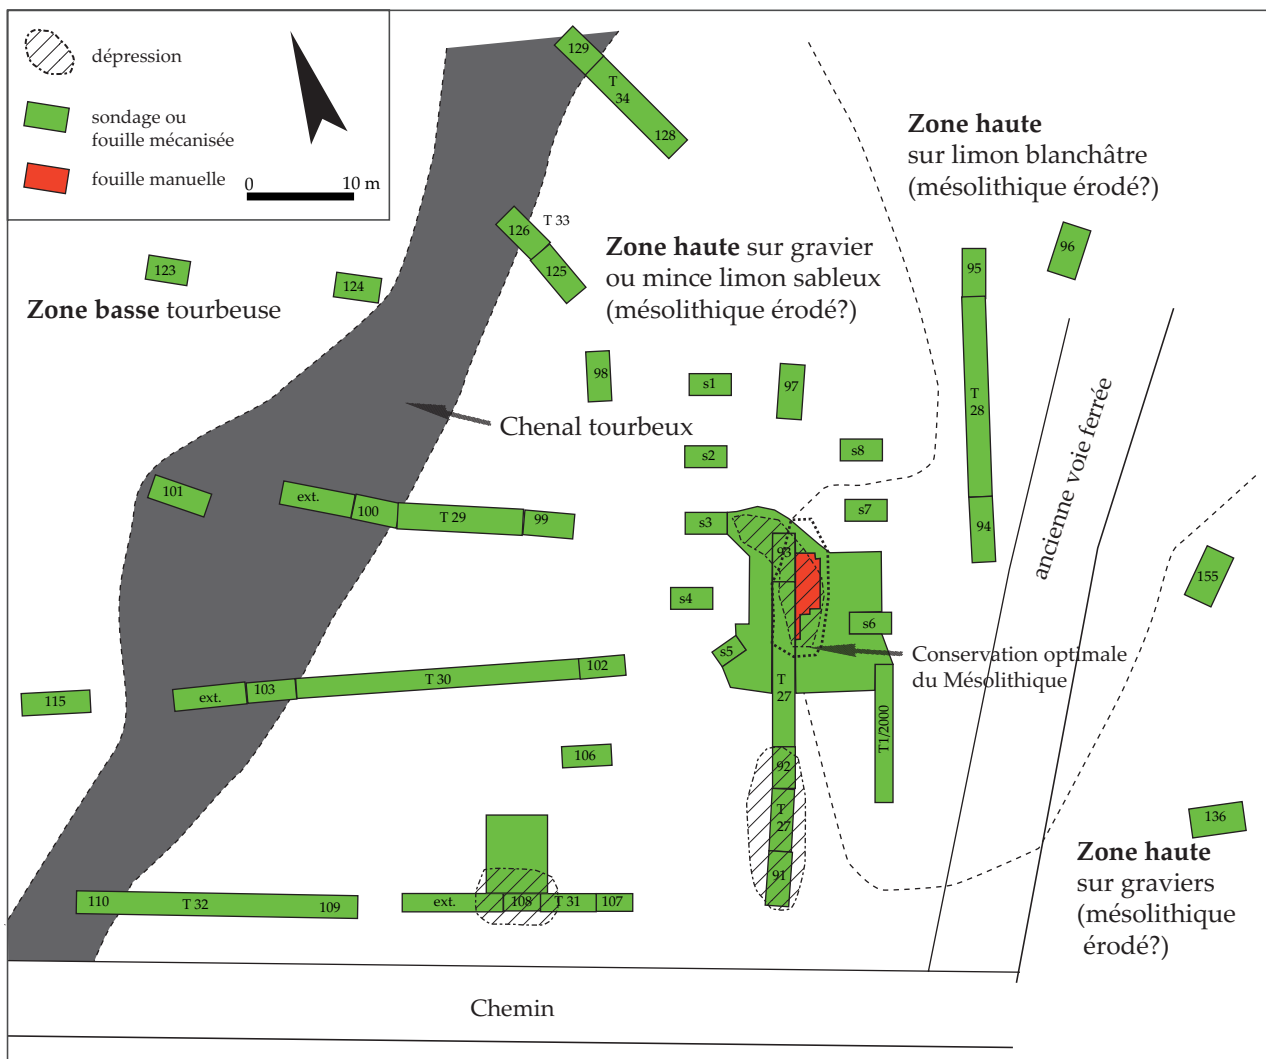 dépression
sondage ou
fouille mécanisée
fouille manuelle
0 10 m
129
T
34
128
Zone haute
sur limon blanchâtre
(mésolithique érodé?)
126
T 33
125
Zone haute sur gravier
ou mince limon sableux
(mésolithique érodé?)
96
95
T
28
94
123
124
Zone basse tourbeuse
98
s1
97
Chenal tourbeux
s2
s8
ancienne voie ferrée
101
ext.
100
T 29
99
s3
s7
93
155
s4
s6
s5
Conservation optimale
du Mésolithique
115
ext.
103
T 30
102
T
27
T1/2000
106
92
T
27
91
136
Zone haute
sur graviers
(mésolithique
érodé?)
110
T 32
109
ext.
108
T 31
107
Chemin